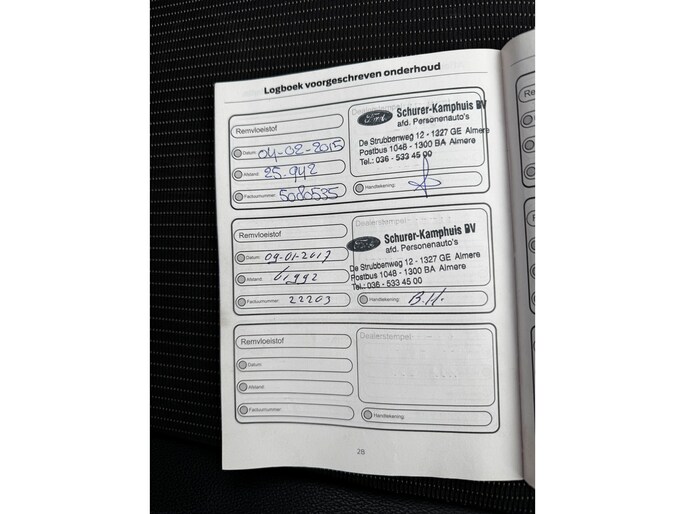 Logboek voorgeschreven onderhoud
Remvloeistof
Datum: 04-02-2015
Afstand: 25.942
Factuurnummer: 5080535
Dealerstempel
Ford
Schurer-Kamphuis BV
afd. Personenauto's
De Strubbenweg 12 - 1327 GE Almere
Postbus 1048 - 1300 BA Almere
Tel.: 036 - 533 45 00
Handtekening:
Remvloeistof
Datum: 09-01-2017
Afstand: 61992
Factuurnummer: 22203
Dealerstempel
Ford
Schurer-Kamphuis BV
afd. Personenauto's
De Strubbenweg 12 - 1327 GE Almere
Postbus 1048 - 1300 BA Almere
Tel.: 036 - 533 45 00
Handtekening: B.H.
Remvloeistof
Datum:
Afstand:
Factuurnummer:
Dealerstempel
Handtekening:
28